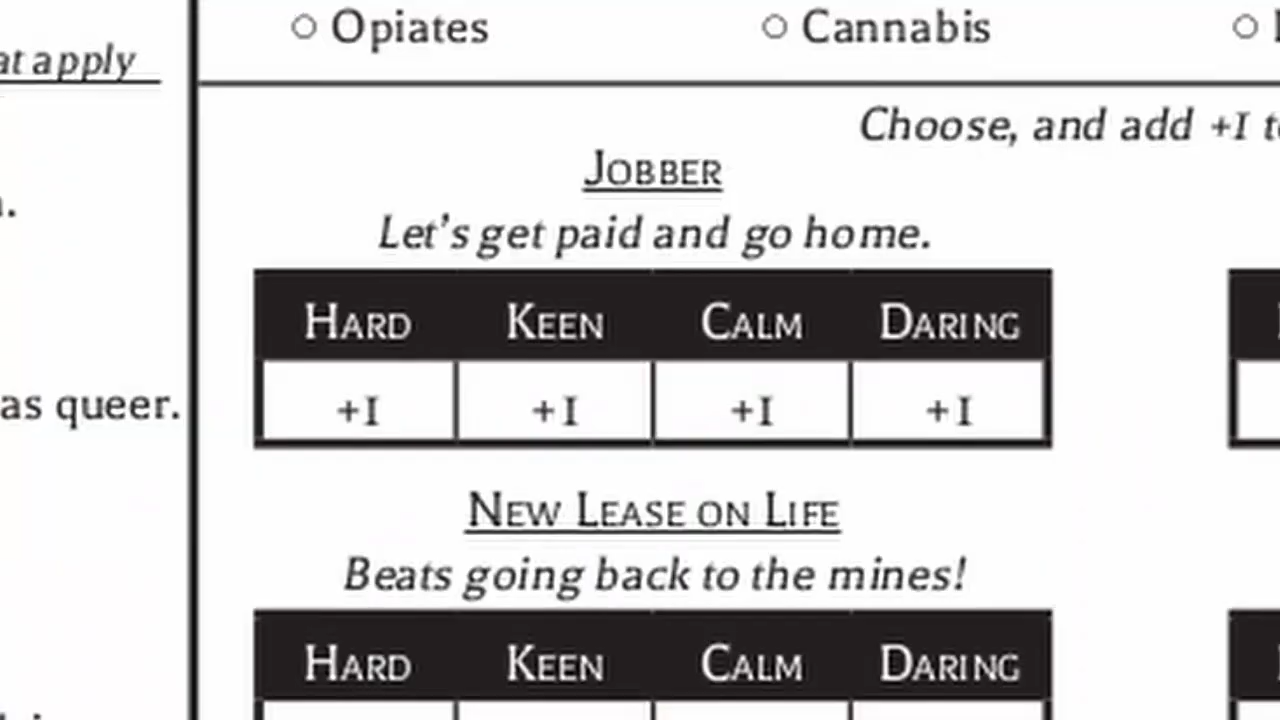 Opiates Cannabis
at apply
Choose, and add +1
JOBBER
Let's get paid and go home.
HARD KEEN CALM DARING
+1 +1 +1 +1
as queer.
NEW LEASE ON LIFE
Beats going back to the mines!
HARD KEEN CALM DARING